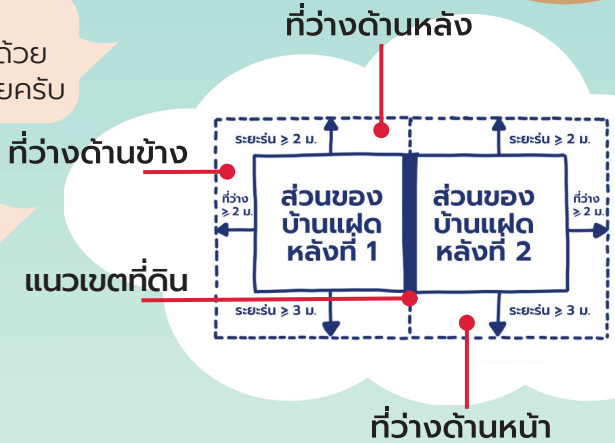 ที่ว่างด้านหลัง
ด้วย
ยครับ
ระยะร่น ≥ 2 ม.
ระยะร่น ≥ 2 ม.
ที่ว่างด้านข้าง
ที่ว่าง
≥ 2 ม.
ส่วนของ
บ้านแฝด
หลังที่ 1
ส่วนของ
บ้านแฝด
หลังที่ 2
ที่ว่าง
≥ 2 ม.
แนวเขตที่ดิน
ระยะร่น ≥ 3 ม.
ระยะร่น ≥ 3 ม.
ที่ว่างด้านหน้า